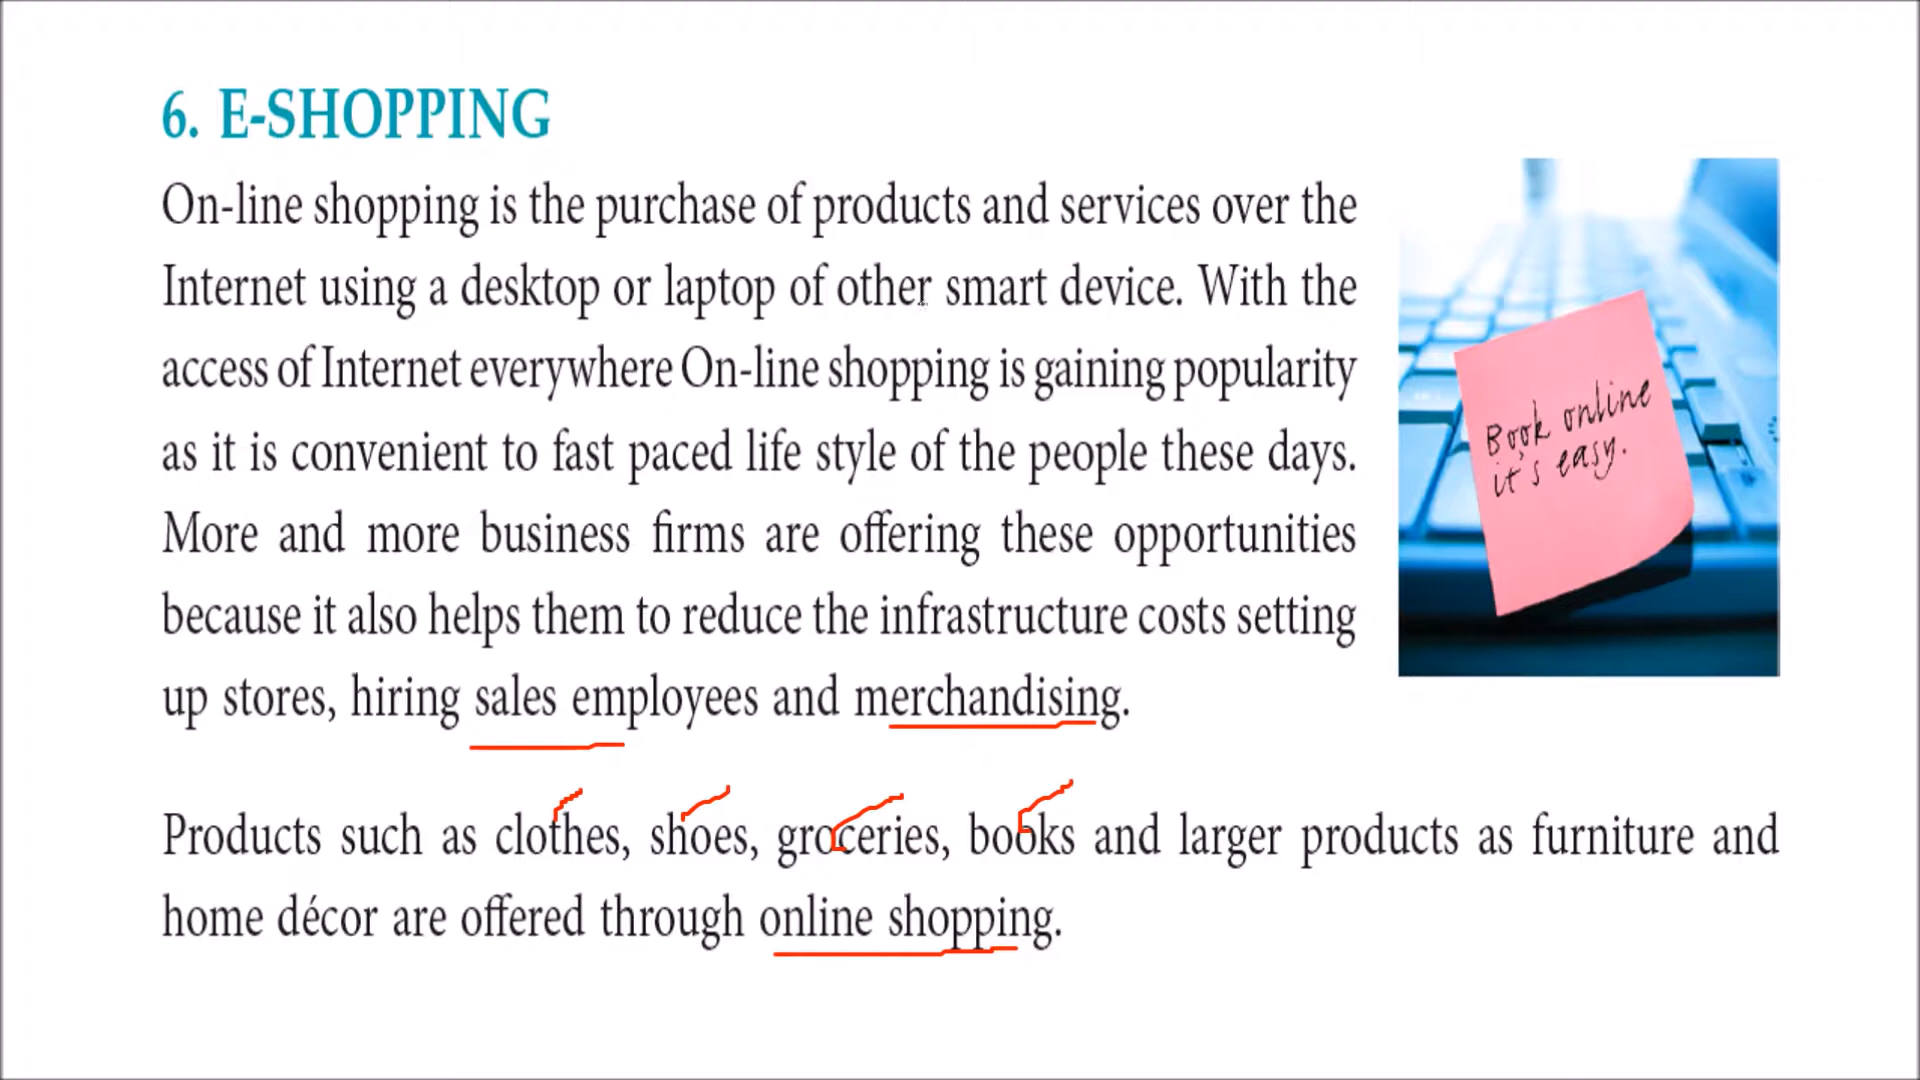 6. E-SHOPPING
On-line shopping is the purchase of products and services over the
Internet using a desktop or laptop of other smart device. With the
access of Internet everywhere On-line shopping is gaining popularity
as it is convenient to fast paced life style of the people these days.
More and more business firms are offering these opportunities
because it also helps them to reduce the infrastructure costs setting
up stores, hiring sales employees and merchandising.
Book online
it's easy.
Products such as clothes, shoes, groceries, books and larger products as furniture and
home décor are offered through online shopping.